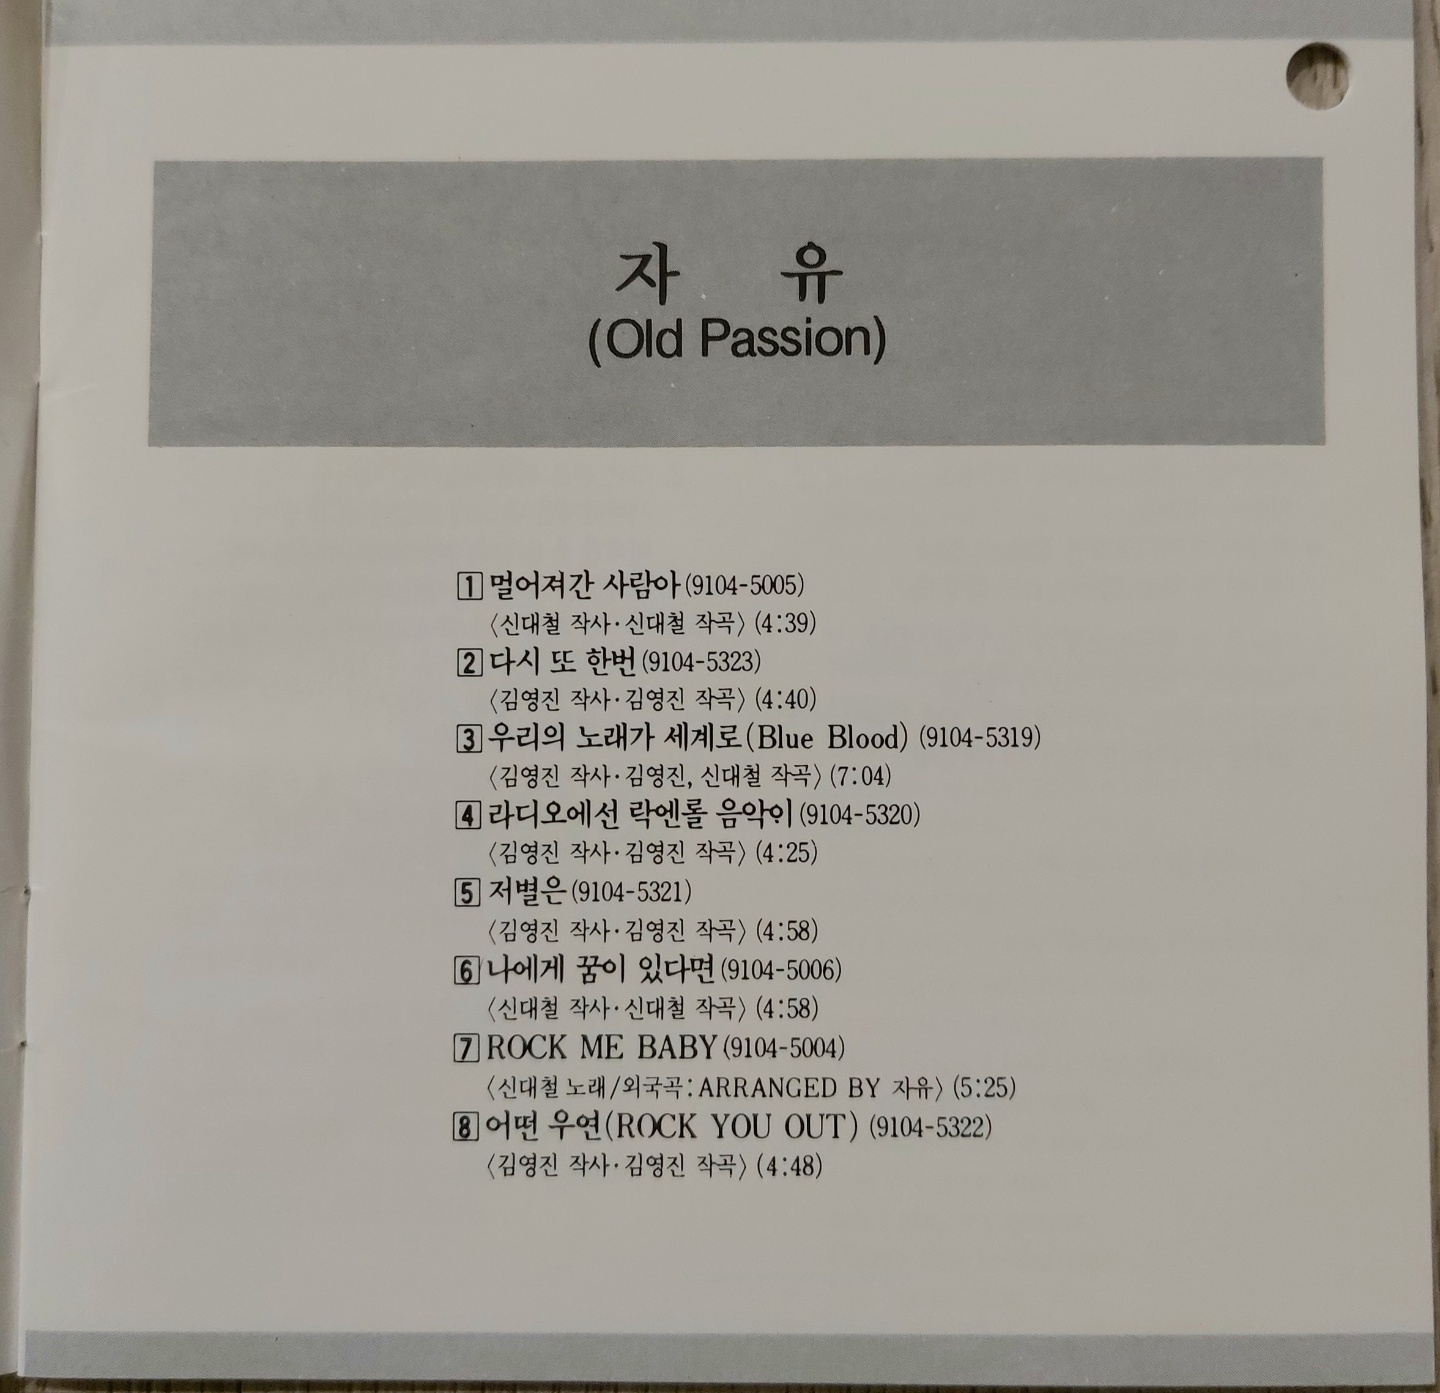 자 유
(Old Passion)
1 멀어져간 사람아(9104-5005)
〈신대철 작사·신대철 작곡〉(4:39)
2 다시 또 한번(9104-5323)
〈김영진 작사·김영진 작곡〉(4:40)
3 우리의 노래가 세계로(Blue Blood) (9104-5319)
〈김영진 작사·김영진, 신대철 작곡〉(7:04)
4 라디오에선 락엔롤 음악이(9104-5320)
〈김영진 작사·김영진 작곡〉(4:25)
5 저별은(9104-5321)
〈김영진 작사·김영진 작곡〉(4:58)
6 나에게 꿈이 있다면(9104-5006)
〈신대철 작사·신대철 작곡〉(4:58)
7 ROCK ME BABY(9104-5004)
〈신대철 노래/외국곡:ARRANGED BY 자유〉(5:25)
8 어떤 우연(ROCK YOU OUT) (9104-5322)
〈김영진 작사·김영진 작곡〉(4:48)